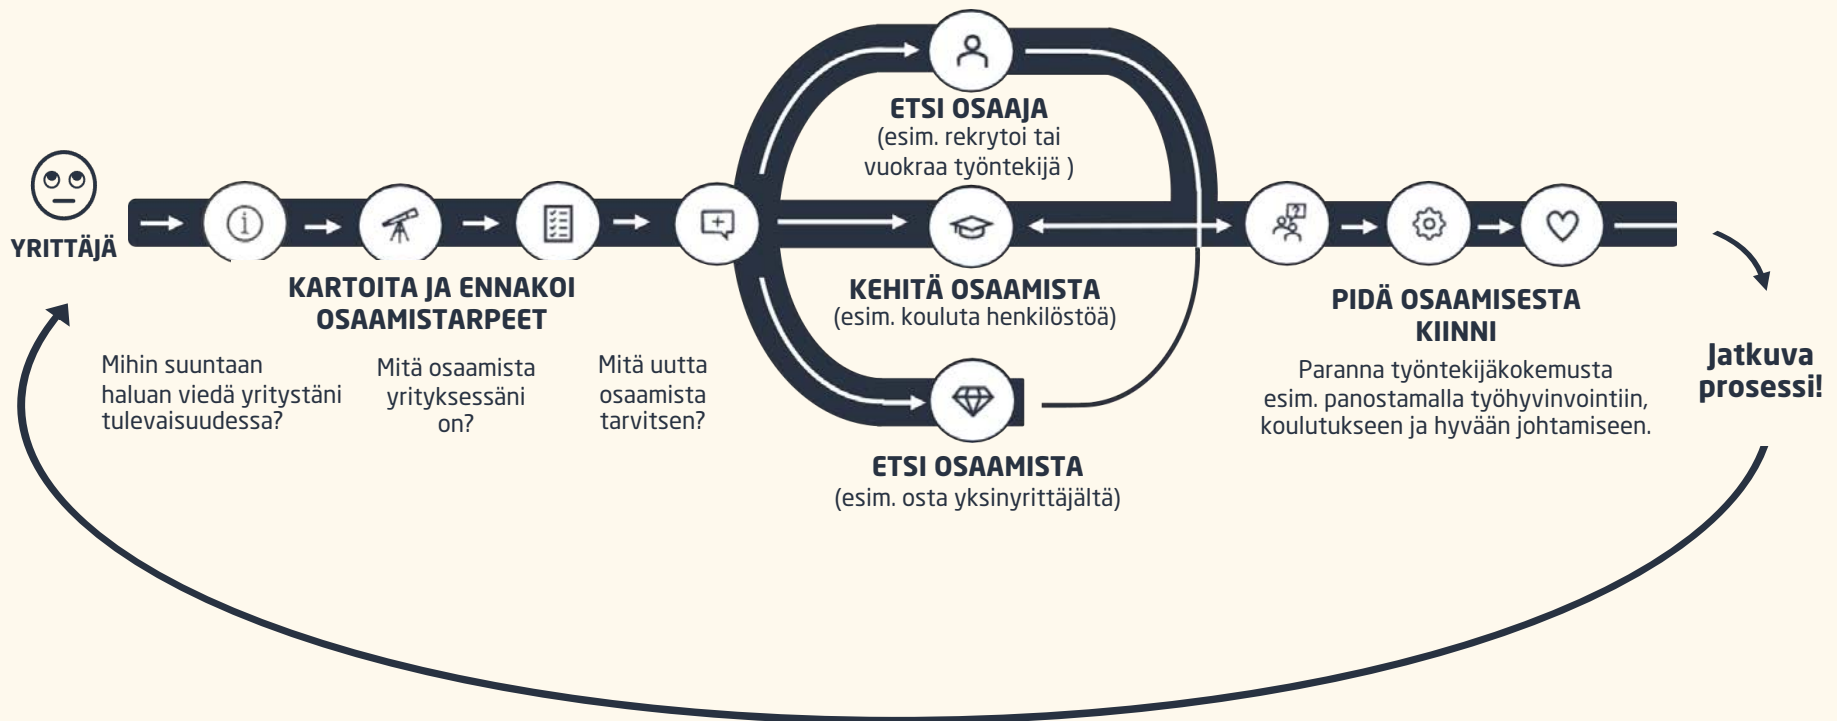 YRITTÄJÄ
KARTOITA JA ENNAKOI
OSAAMISTARPEET
Mihin suuntaan
haluan viedä yritystäni
tulevaisuudessa?
Mitä osaamista
yrityksessäni
on?
Mitä uutta
osaamista
tarvitsen?
ETSI OSAAJA
(esim. rekrytoi tai
vuokraa työntekijä )
KEHITÄ OSAAMISTA
(esim. kouluta henkilöstöä)
ETSI OSAAMISTA
(esim. osta yksinyrittäjältä)
PIDÄ OSAAMISESTA
KIINNI
Paranna työntekijäkokemusta
esim. panostamalla työhyvinvointiin,
koulutukseen ja hyvään johtamiseen.
Jatkuva
prosessi!